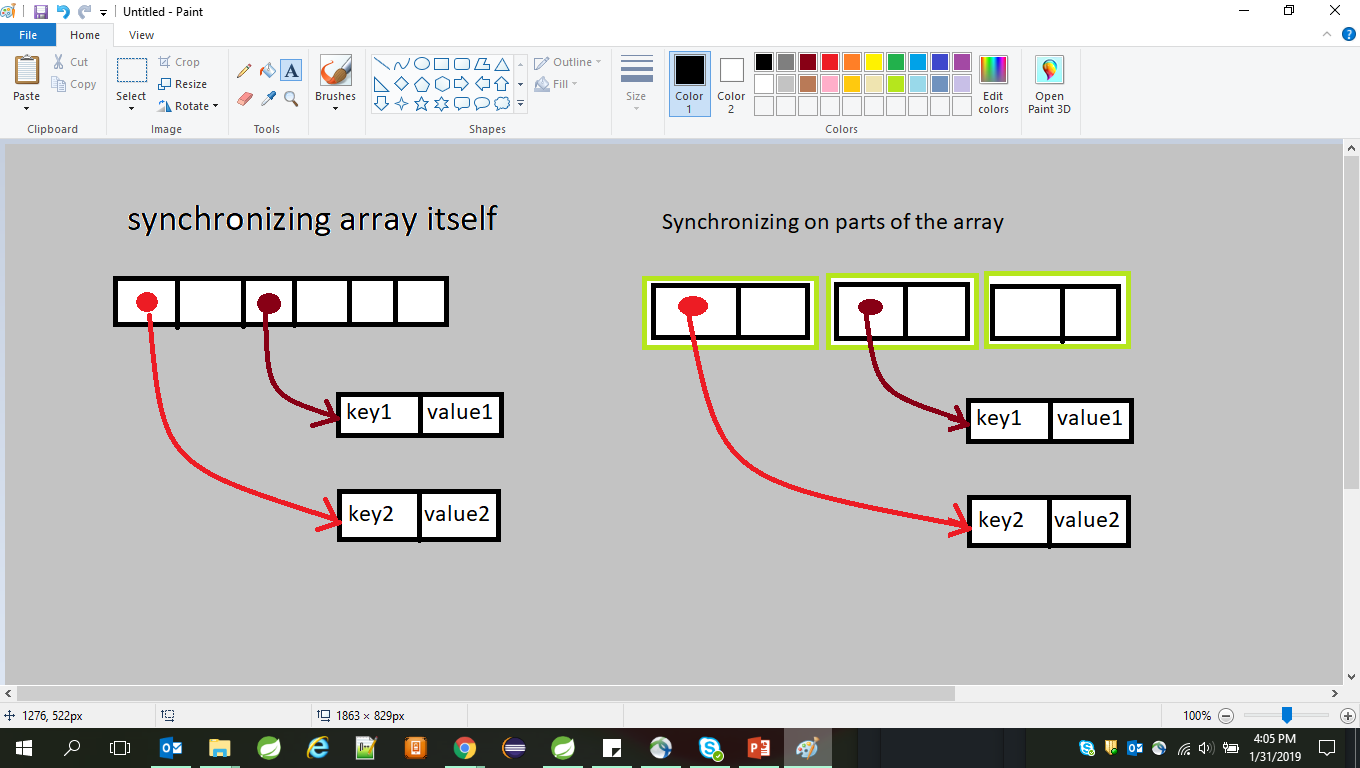 Untitled - Paint
File
Home
View
Paste
Cut
Copy
Clipboard
Select
Crop
Resize
Rotate
Image
A
Tools
Brushes
Outline
Fill
Shapes
Size
Color
1
Color
2
Edit
colors
Colors
Open
Paint 3D
synchronizing array itself
Synchronizing on parts of the array
key1 value1
key2 value2
key1 value1
key2 value2
1276, 522px
1863 × 829px
100%
4:05 PM
1/31/2019